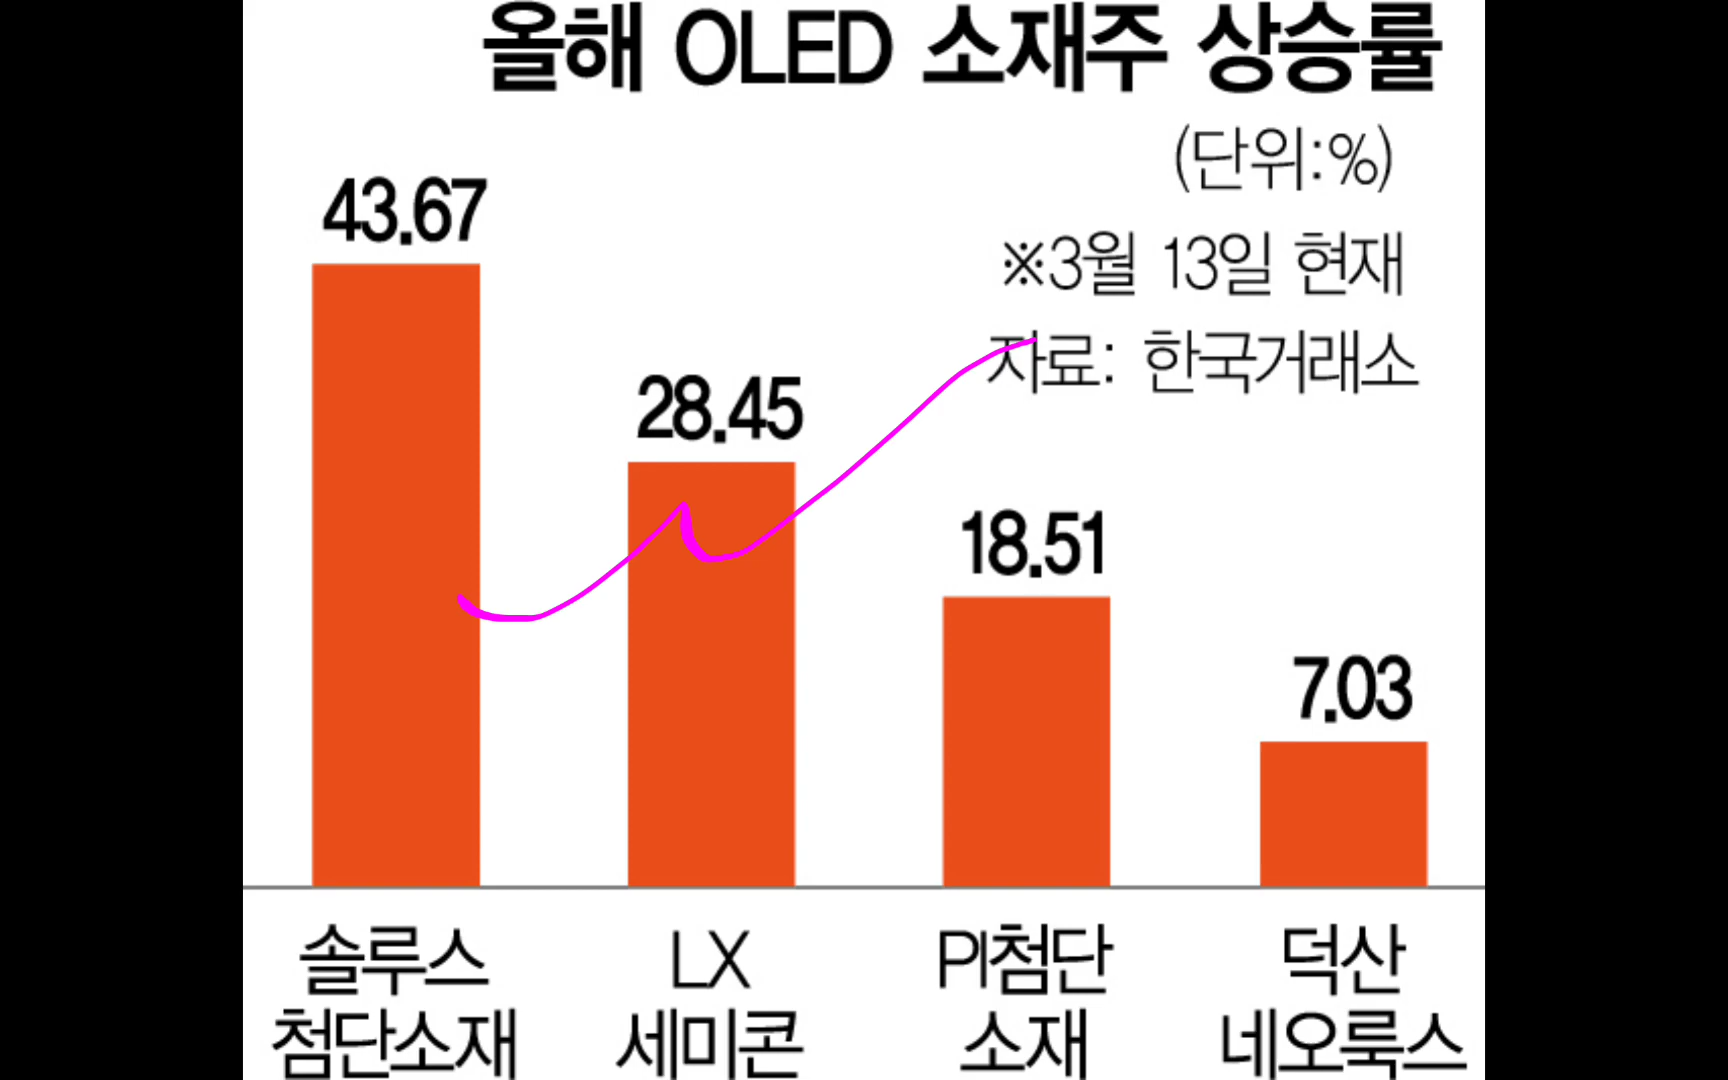 올해 OLED 소재주 상승률
(단위:%)
※3월 13일 현재
자료: 한국거래소
43.67
28.45
18.51
7.03
솔루스
첨단소재
LX
세미콘
PI첨단
소재
덕산
네오룩스